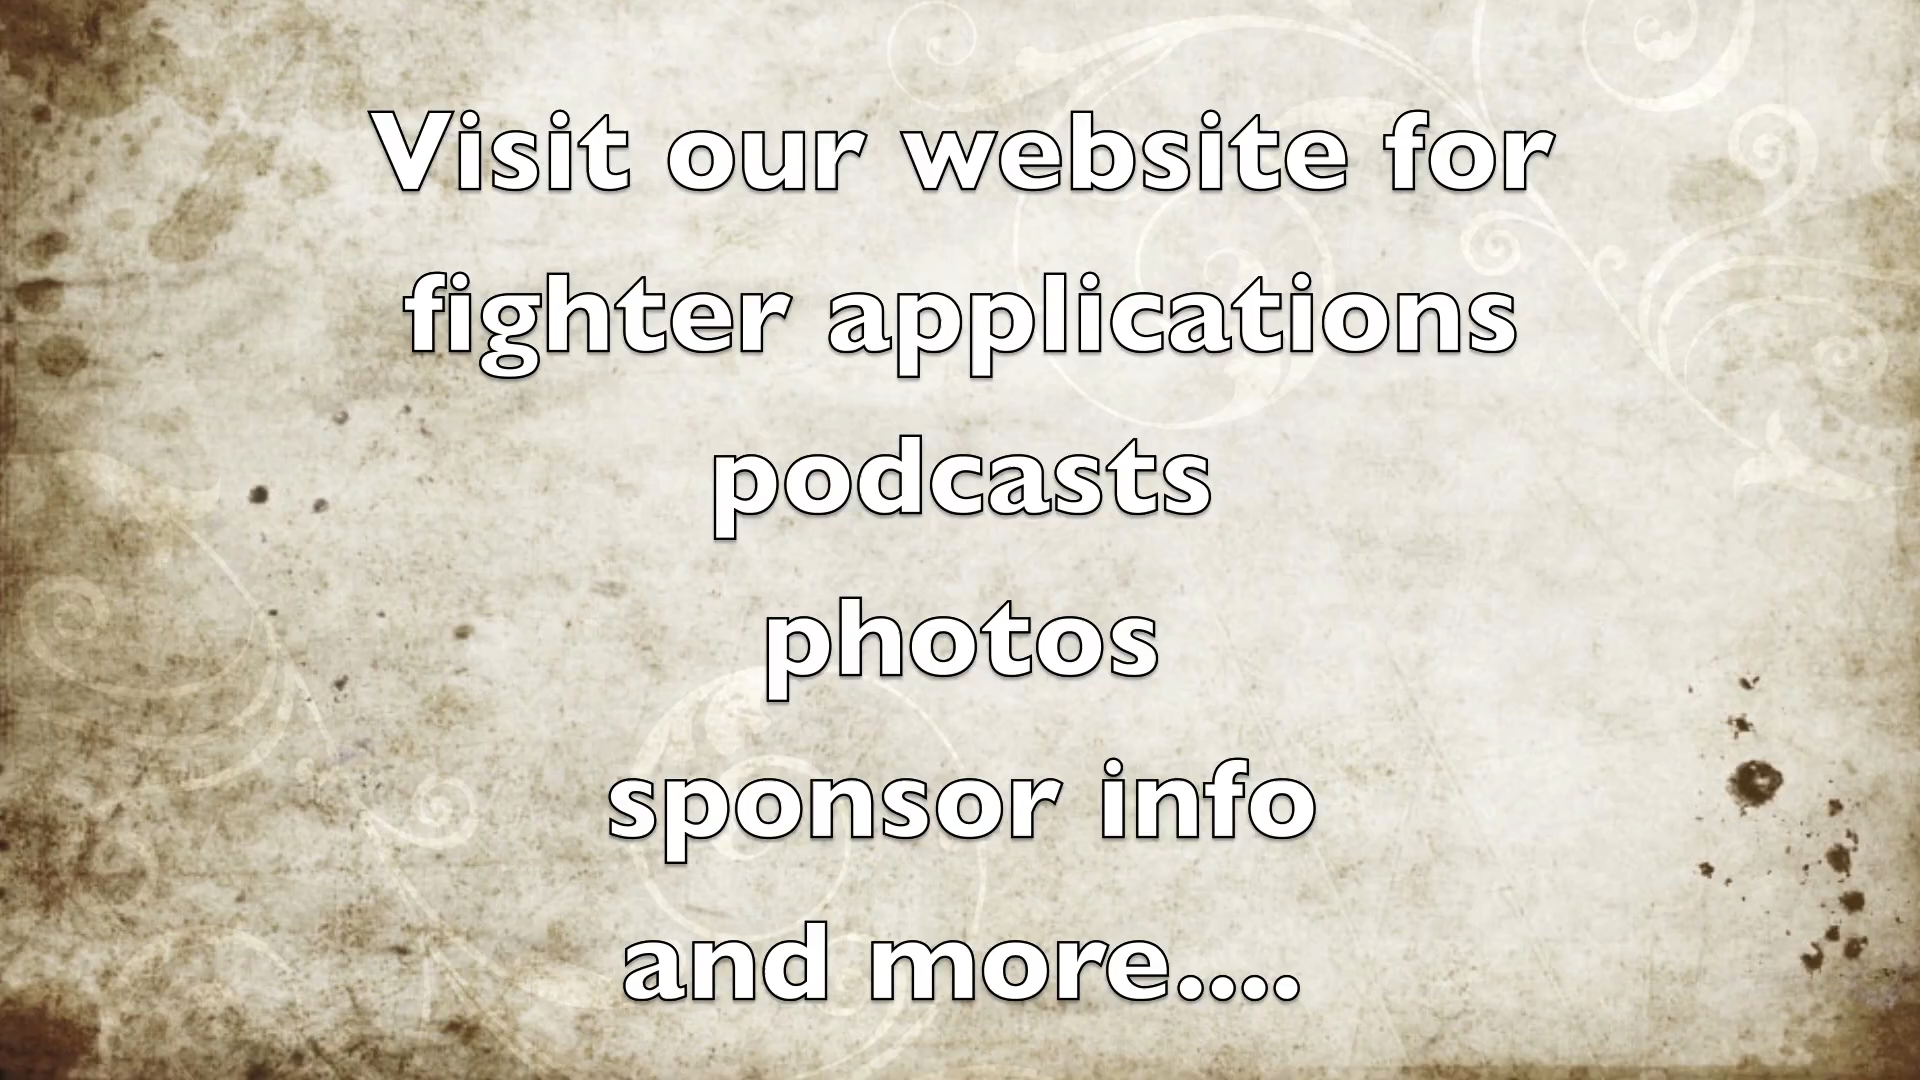 Visit our website for
fighter applications
podcasts
photos
sponsor info
and more....